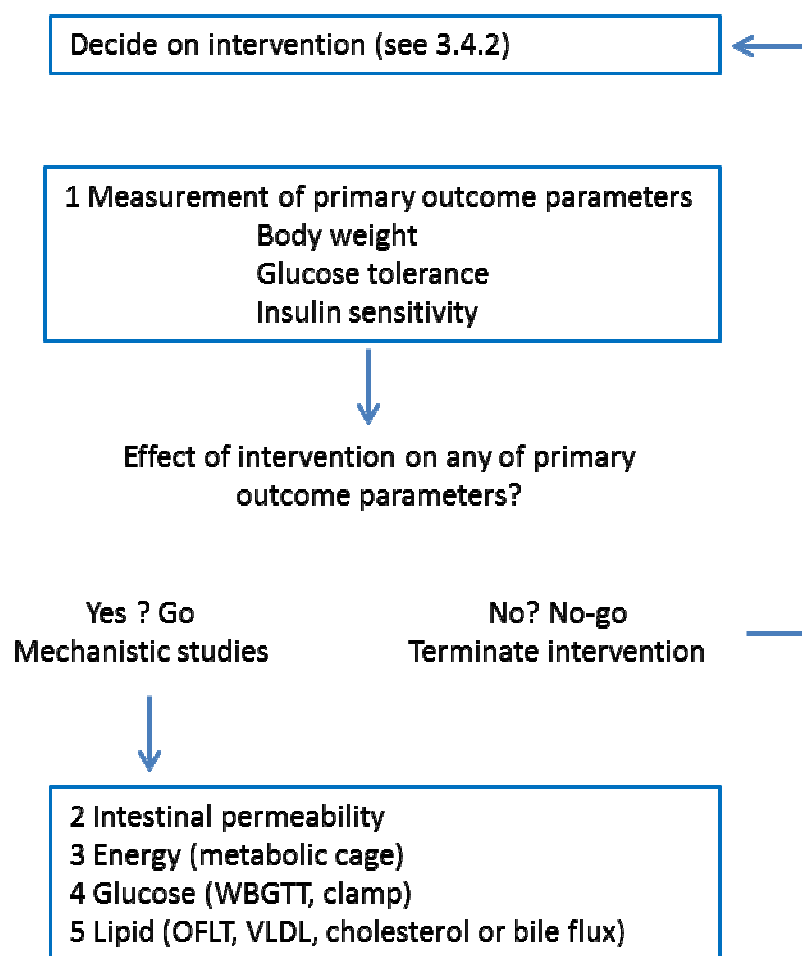 Decide on intervention (see 3.4.2)
1 Measurement of primary outcome parameters
Body weight
Glucose tolerance
Insulin sensitivity
Effect of intervention on any of primary
outcome parameters?
Yes ? Go
Mechanistic studies
No? No-go
Terminate intervention
2 Intestinal permeability
3 Energy (metabolic cage)
4 Glucose (WBGTT, clamp)
5 Lipid (OFLT, VLDL, cholesterol or bile flux)